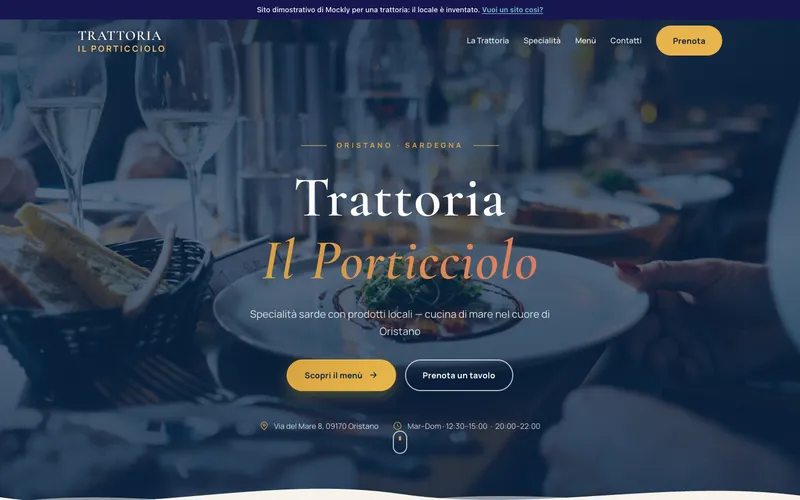 Sito dimostrativo di Mockly per una trattoria: il locale è inventato. Vuoi un sito così?
TRATTORIA
IL PORTICCIOLO
La Trattoria Specialità Menù Contatti Prenota
ORISTANO · SARDEGNA
Trattoria
Il Porticciolo
Specialità sarde con prodotti locali — cucina di mare nel cuore di
Oristano
Scopri il menù → Prenota un tavolo
Via del Mare 8, 09170 Oristano Mar–Dom · 12:30–15:00 · 20:00–22:00